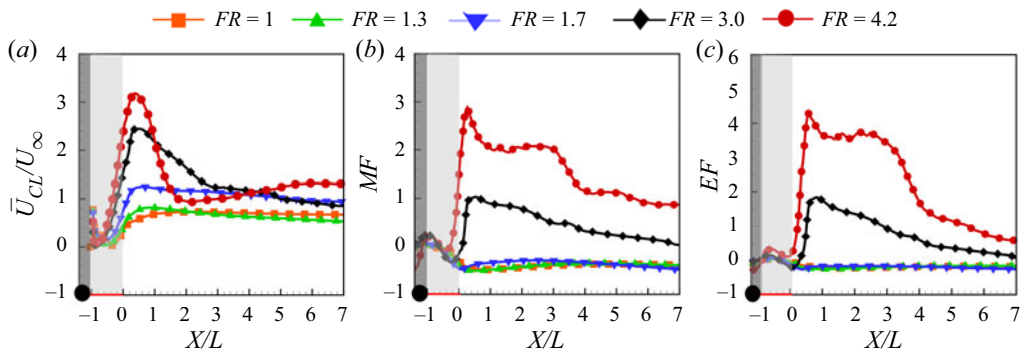 FR = 1 FR = 1.3 FR = 1.7 FR = 3.0 FR = 4.2
(a) (b) (c)
4 3 2 1 0 –1
Ū_CL/U_∞
–1 0 1 2 3 4 5 6 7
X/L
4 3 2 1 0 –1
MF
–1 0 1 2 3 4 5 6 7
X/L
6 5 4 3 2 1 0 –1
EF
–1 0 1 2 3 4 5 6 7
X/L